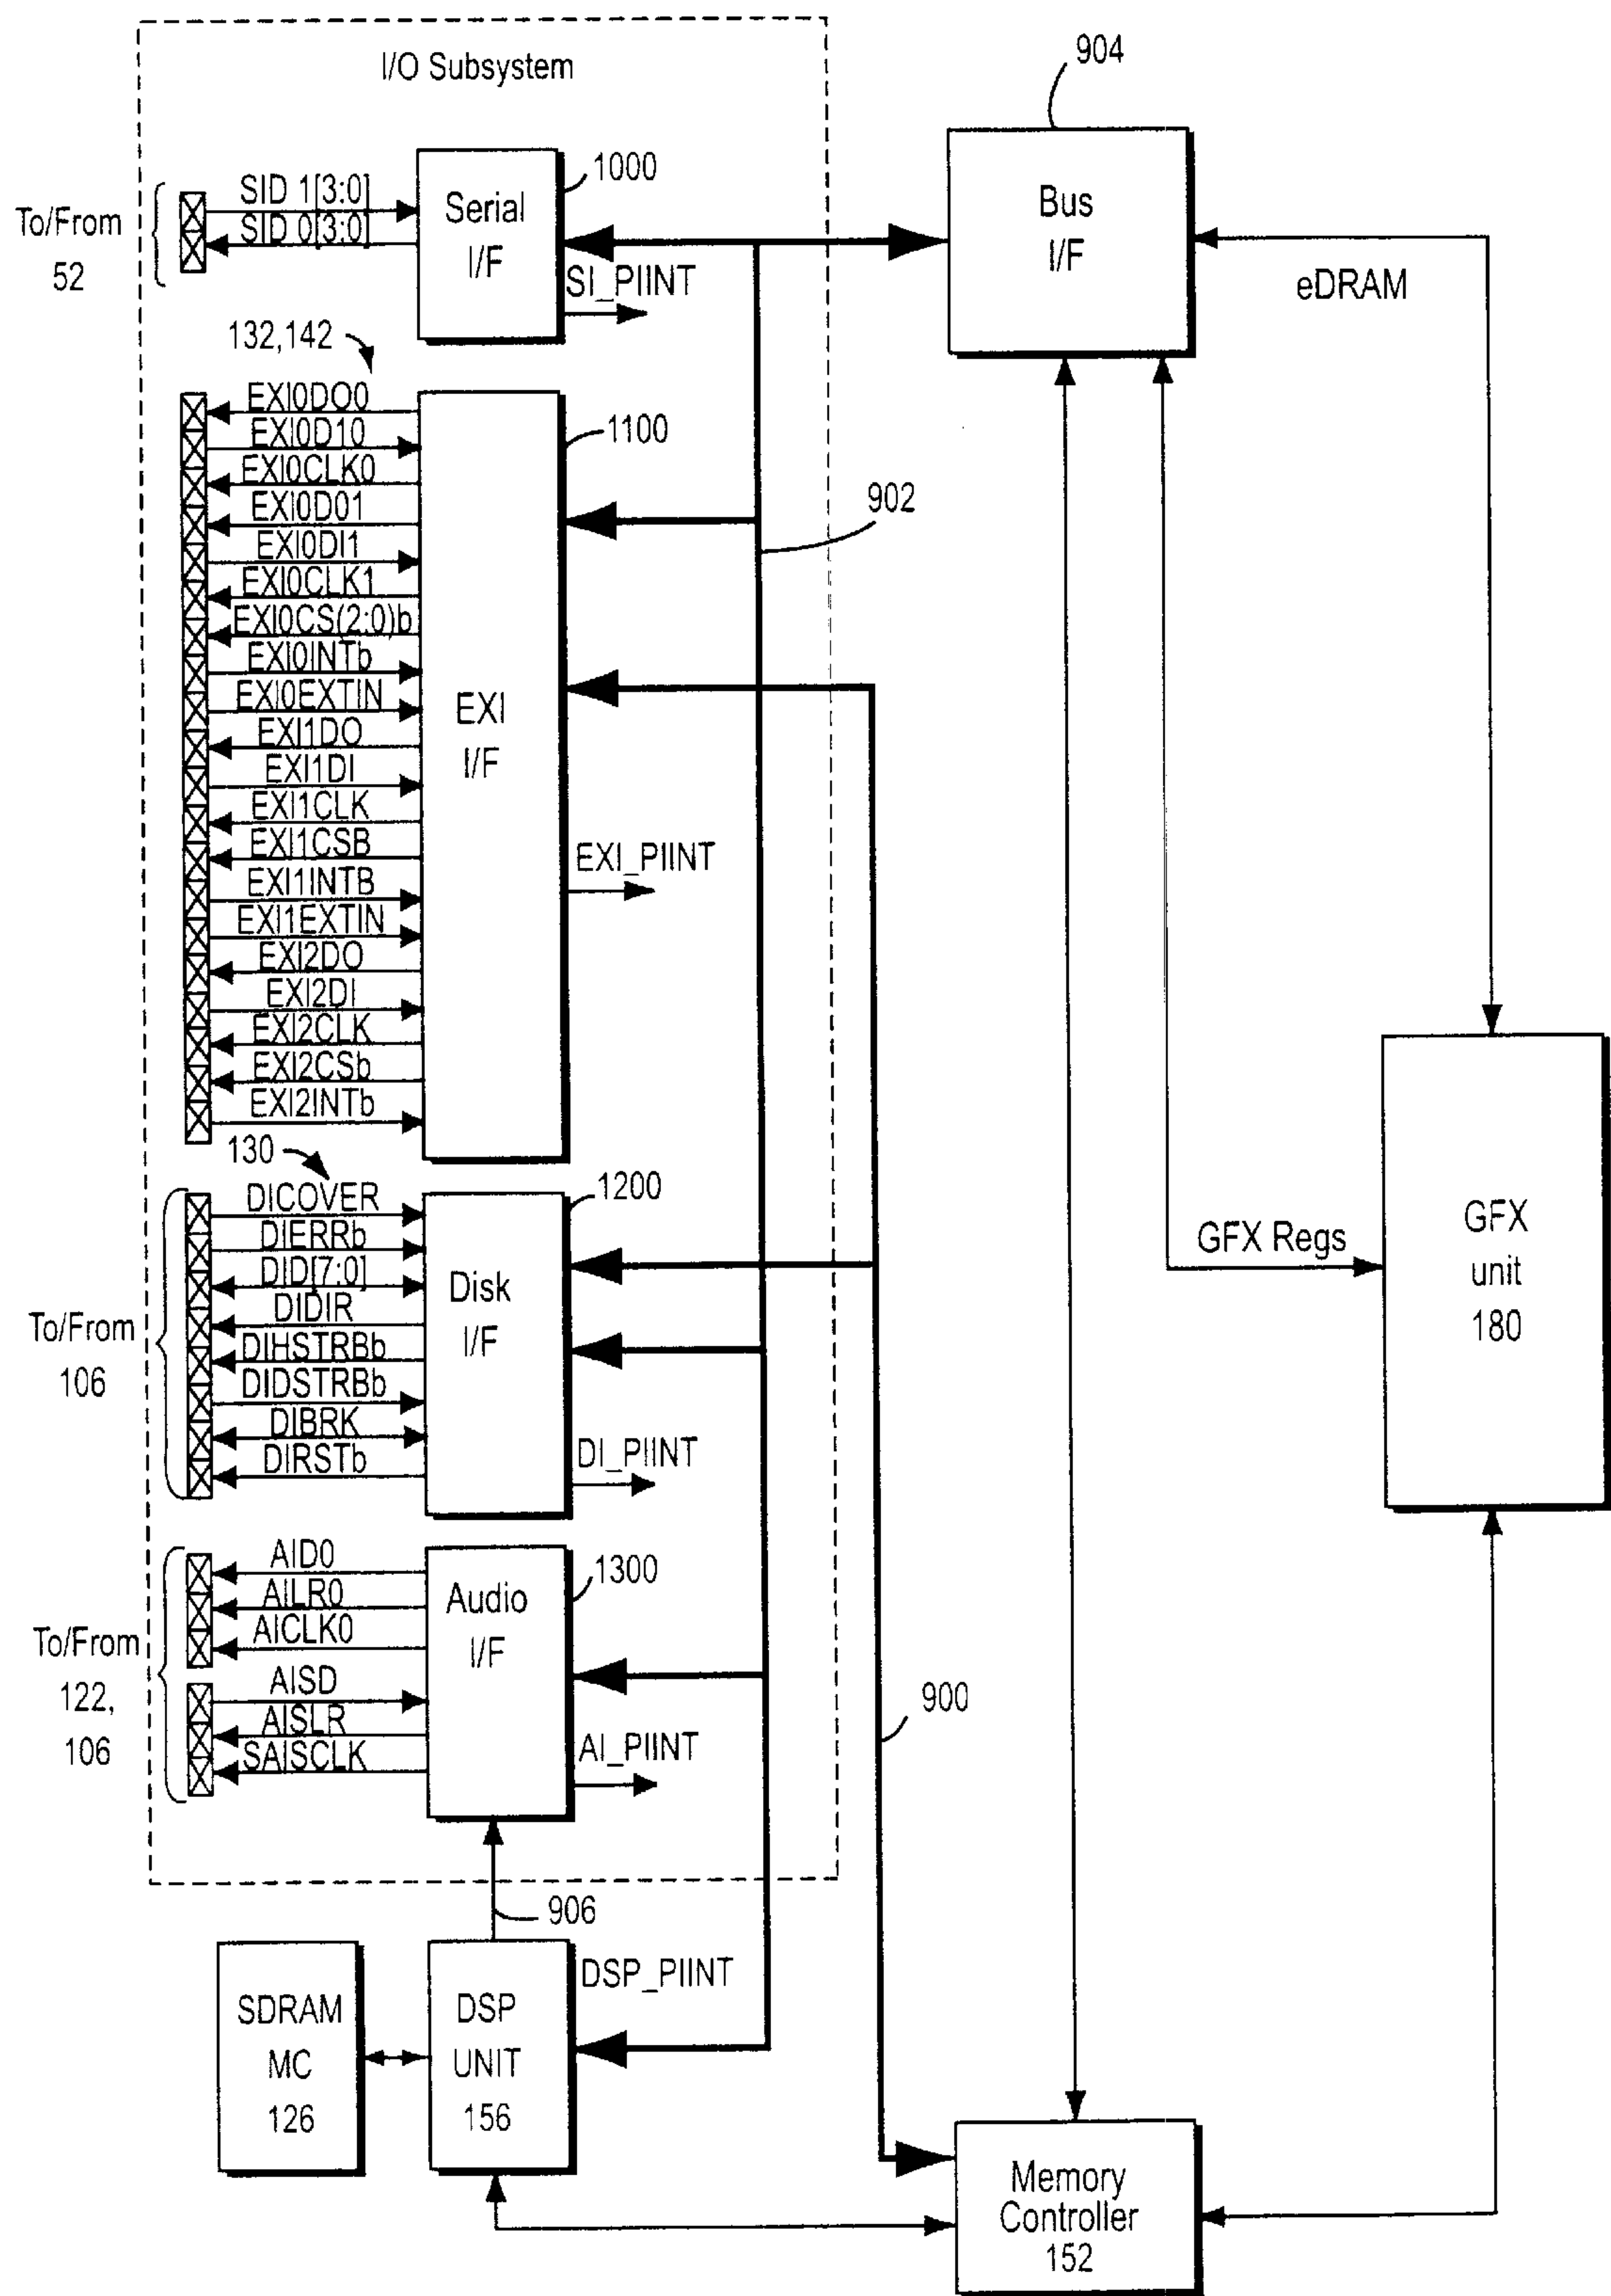 I/O Subsystem
904
To/From
52
SID 1[3:0]
SID 0[3:0]
Serial
I/F
1000
SI_PIINT
Bus
I/F
eDRAM
132,142
EXI0DO0
EXI0D10
EXI0CLK0
EXI0D01
EXI0DI1
EXI0CLK1
EXI0CS(2:0)b
EXI0INTb
EXI0EXTIN
EXI1DO
EXI1DI
EXI1CLK
EXI1CSB
EXI1INTB
EXI1EXTIN
EXI2DO
EXI2DI
EXI2CLK
EXI2CSb
EXI2INTb
EXI
I/F
1100
EXI_PIINT
902
130
To/From
106
DICOVER
DIERRb
DID[7:0]
DIDIR
DIHSTRBb
DIDSTRBb
DIBRK
DIRSTb
Disk
I/F
1200
DI_PIINT
GFX Regs
GFX
unit
180
To/From
122,
106
AID0
AILR0
AICLK0
AISD
AISLR
SAISCLK
Audio
I/F
1300
AI_PIINT
900
906
SDRAM
MC
126
DSP
UNIT
156
DSP_PIINT
Memory
Controller
152